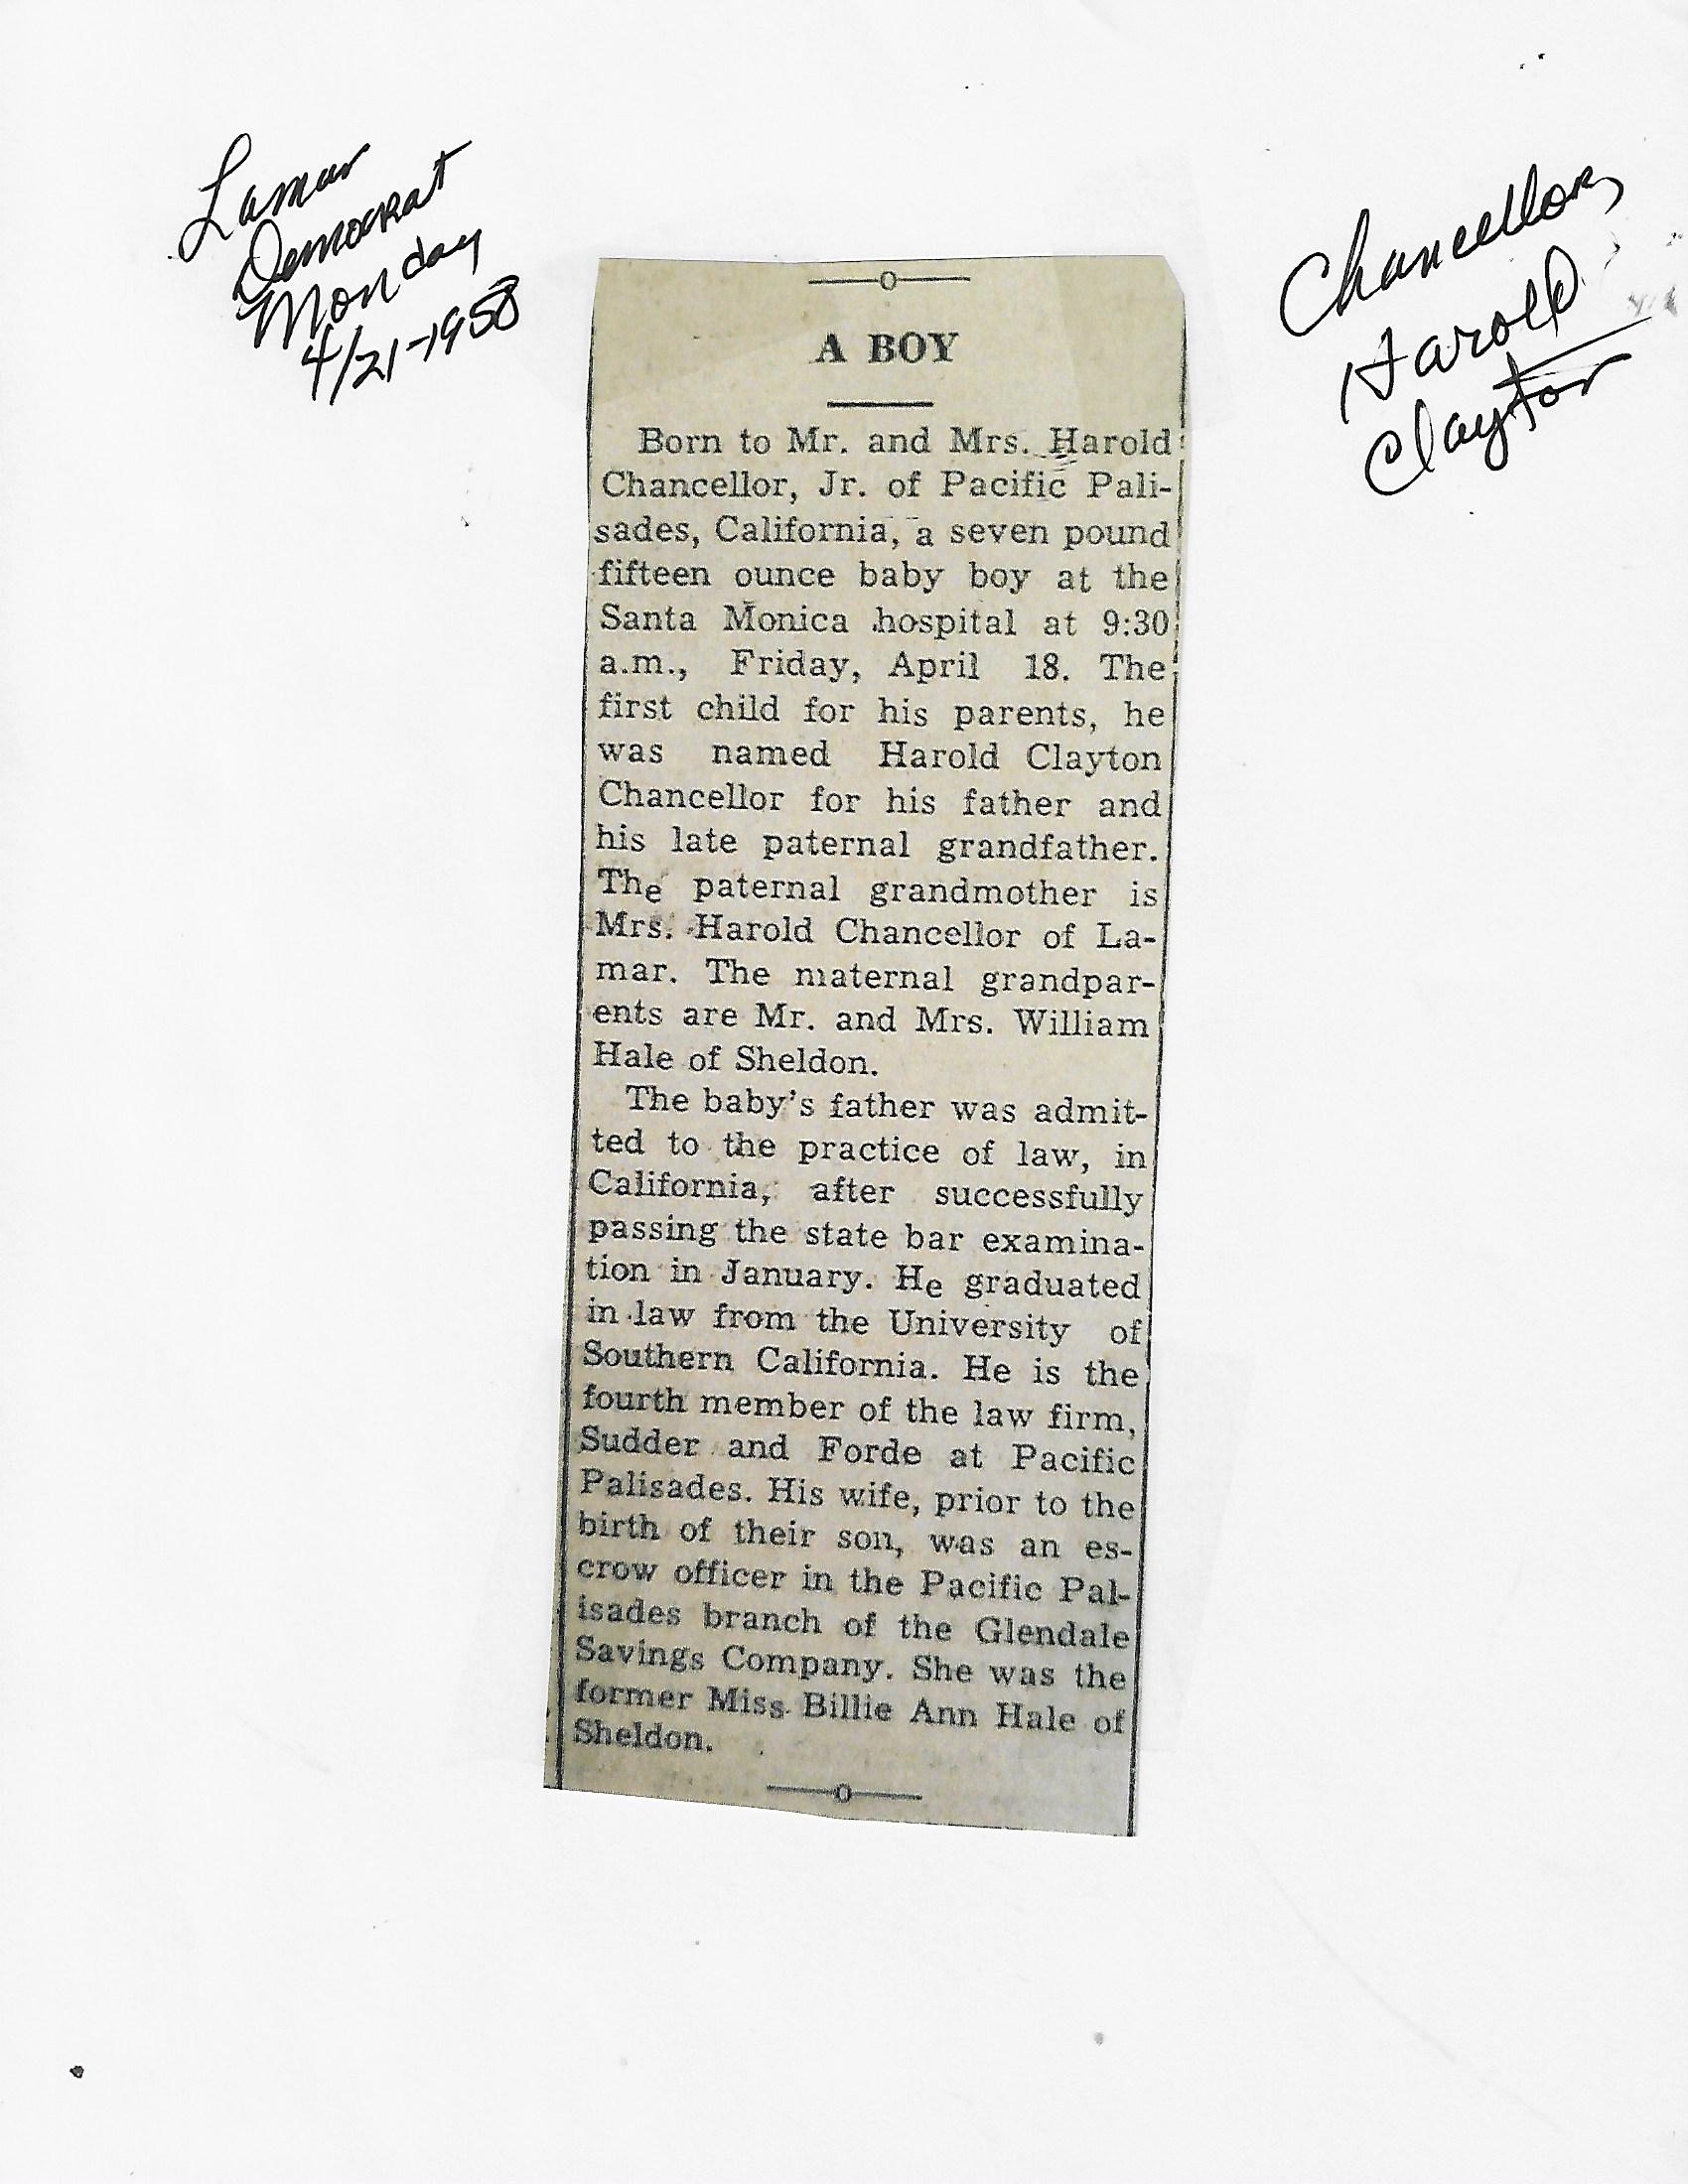 Lamar
Democrat
Monday
4/21-1958
Chancellor,
Harold
Clayton
A BOY
Born to Mr. and Mrs. Harold
Chancellor, Jr. of Pacific Pali-
sades, California, a seven pound
fifteen ounce baby boy at the
Santa Monica hospital at 9:30
a.m., Friday, April 18. The
first child for his parents, he
was named Harold Clayton
Chancellor for his father and
his late paternal grandfather.
The paternal grandmother is
Mrs. Harold Chancellor of La-
mar. The maternal grandpar-
ents are Mr. and Mrs. William
Hale of Sheldon.
The baby's father was admit-
ted to the practice of law, in
California, after successfully
passing the state bar examina-
tion in January. He graduated
in law from the University of
Southern California. He is the
fourth member of the law firm,
Sudder and Forde at Pacific
Palisades. His wife, prior to the
birth of their son, was an es-
crow officer in the Pacific Pal-
isades branch of the Glendale
Savings Company. She was the
former Miss Billie Ann Hale of
Sheldon.